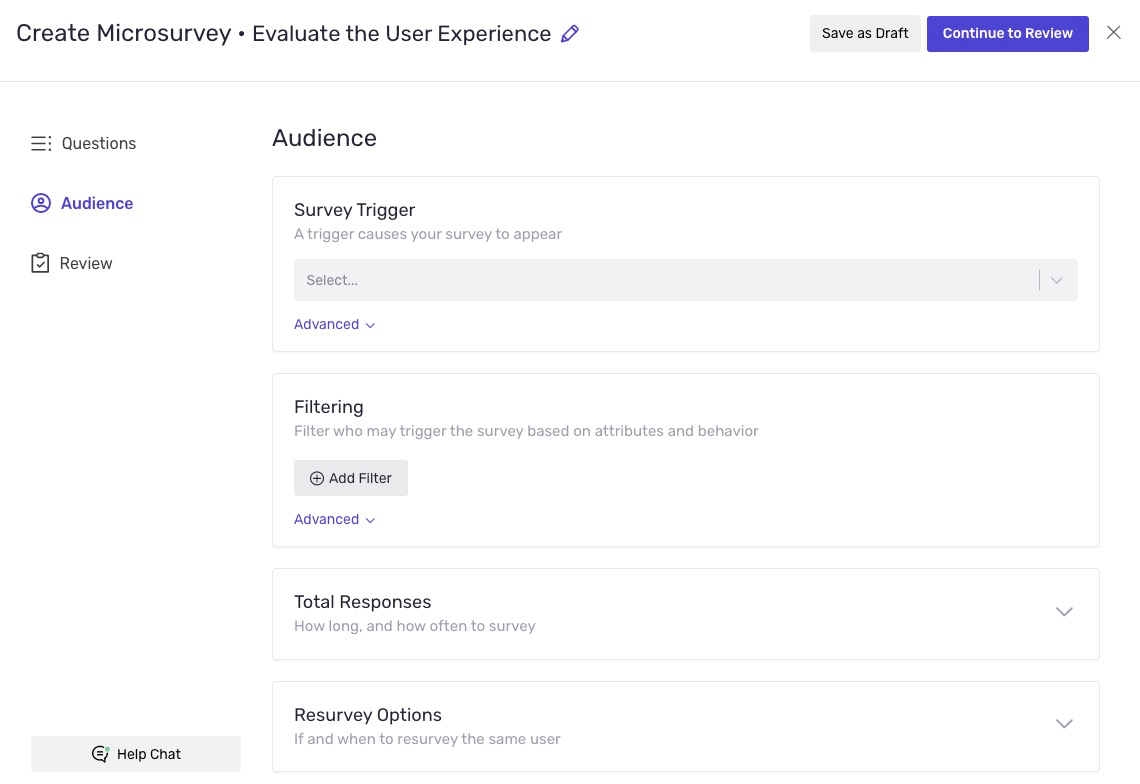 Create Microsurvey • Evaluate the User Experience
Save as Draft
Continue to Review
Questions
Audience
Review
Audience
Survey Trigger
A trigger causes your survey to appear
Select...
Advanced
Filtering
Filter who may trigger the survey based on attributes and behavior
Add Filter
Advanced
Total Responses
How long, and how often to survey
Resurvey Options
If and when to resurvey the same user
Help Chat